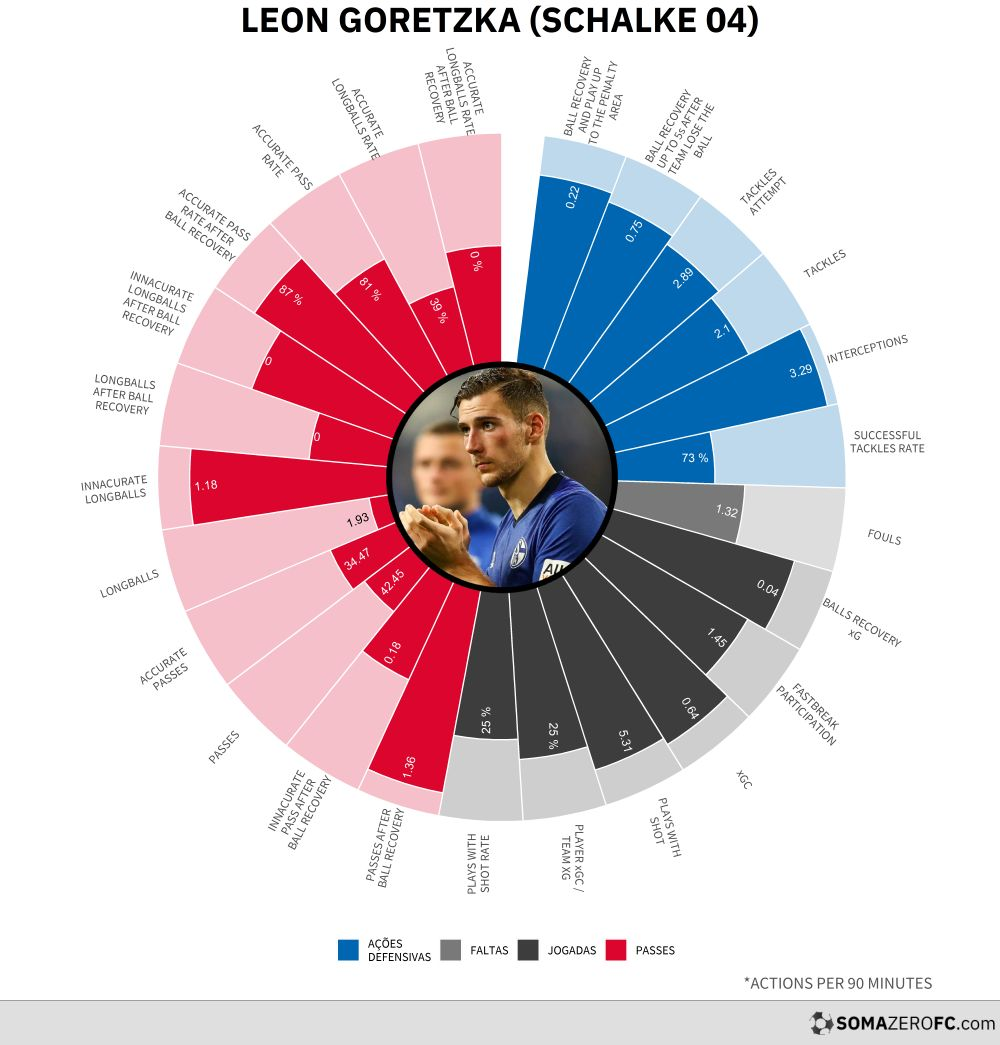 LEON GORETZKA (SCHALKE 04)
BALL RECOVERY
AND PLAY UP
TO THE PENALTY
AREA
0.22
BALL RECOVERY
UP TO 5s AFTER
TEAM LOSE THE
BALL
0.75
TACKLES
ATTEMPT
2.89
TACKLES
2.1
INTERCEPTIONS
3.29
SUCCESSFUL
TACKLES RATE
73 %
FOULS
1.32
BALLS RECOVERY
xG
0.04
FASTBREAK
PARTICIPATION
1.45
xGC
0.64
PLAYS WITH
SHOT
5.31
PLAYER xGC /
TEAM XG
25 %
PLAYS WITH
SHOT RATE
25 %
PASSES AFTER
BALL RECOVERY
1.36
INNACURATE
PASS AFTER
BALL RECOVERY
0.18
PASSES
42.45
ACCURATE
PASSES
34.47
LONGBALLS
1.93
INNACURATE
LONGBALLS
1.18
LONGBALLS
AFTER BALL
RECOVERY
0
INNACURATE
LONGBALLS
AFTER BALL
RECOVERY
0
ACCURATE PASS
RATE AFTER
BALL RECOVERY
87 %
ACCURATE PASS
RATE
81 %
ACCURATE
LONGBALLS RATE
39 %
ACCURATE
LONGBALLS RATE
AFTER BALL
RECOVERY
0 %
AÇÕES
DEFENSIVAS
FALTAS
JOGADAS
PASSES
*ACTIONS PER 90 MINUTES
SOMAZEROFC.com